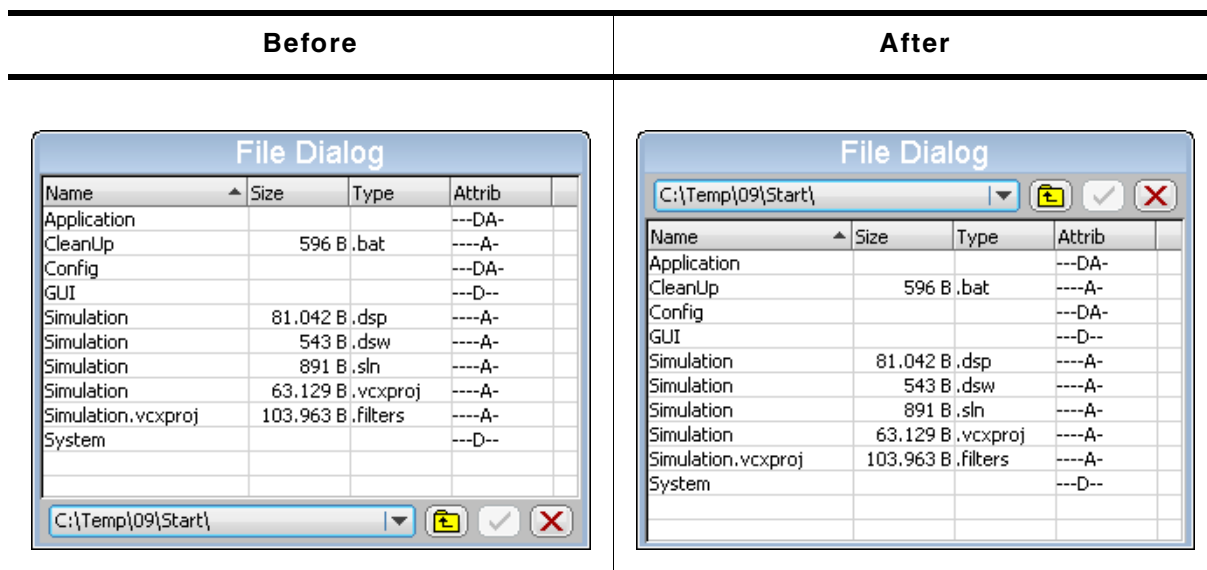 Before After
File Dialog
Name Size Type Attrib
Application ---DA-
CleanUp 596 B .bat ----A-
Config ---DA-
GUI ---D--
Simulation 81.042 B .dsp ----A-
Simulation 543 B .dsw ----A-
Simulation 891 B .sln ----A-
Simulation 63.129 B .vcxproj ----A-
Simulation.vcxproj 103.963 B .filters ----A-
System ---D--
C:\Temp\09\Start\
File Dialog
C:\Temp\09\Start\
Name Size Type Attrib
Application ---DA-
CleanUp 596 B .bat ----A-
Config ---DA-
GUI ---D--
Simulation 81.042 B .dsp ----A-
Simulation 543 B .dsw ----A-
Simulation 891 B .sln ----A-
Simulation 63.129 B .vcxproj ----A-
Simulation.vcxproj 103.963 B .filters ----A-
System ---D--